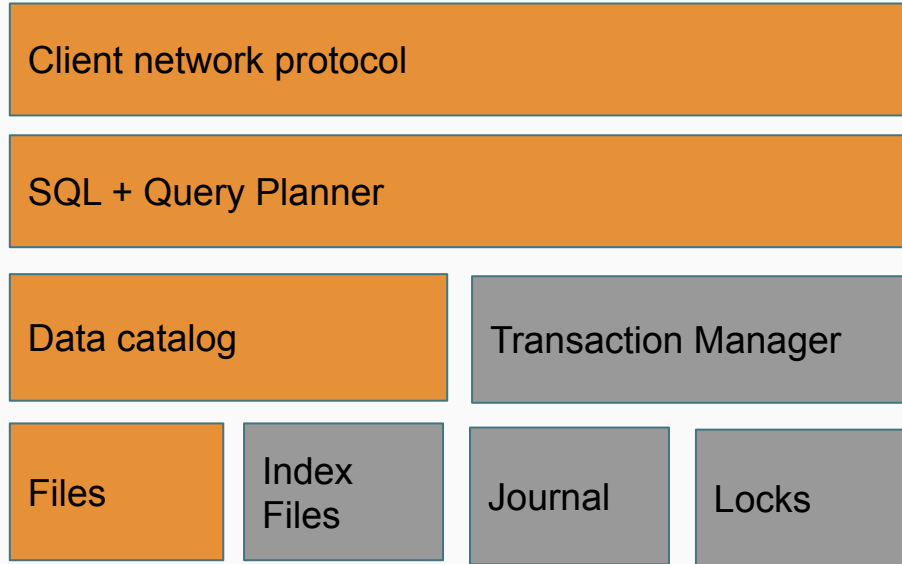 Client network protocol
SQL + Query Planner
Data catalog
Transaction Manager
Files
Index
Files
Journal
Locks